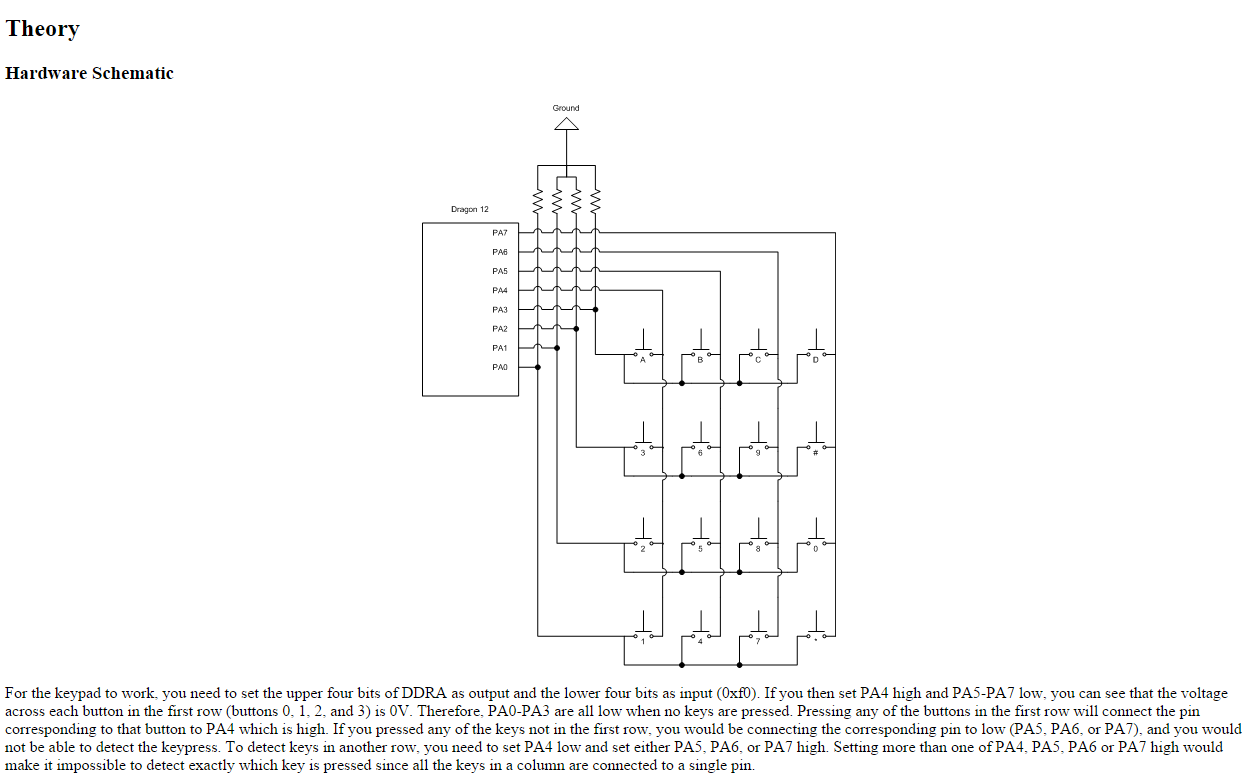 Theory
Hardware Schematic
Ground
Dragon 12
PA7
PA6
PA5
PA4
PA3
PA2
PA1
PA0
A B C D
3 6 9 #
2 5 8 0
1 4 7 *
For the keypad to work, you need to set the upper four bits of DDRA as output and the lower four bits as input (0xf0). If you then set PA4 high and PA5-PA7 low, you can see that the voltage
across each button in the first row (buttons 0, 1, 2, and 3) is 0V. Therefore, PA0-PA3 are all low when no keys are pressed. Pressing any of the buttons in the first row will connect the pin
corresponding to that button to PA4 which is high. If you pressed any of the keys not in the first row, you would be connecting the corresponding pin to low (PA5, PA6, or PA7), and you would
not be able to detect the keypress. To detect keys in another row, you need to set PA4 low and set either PA5, PA6, or PA7 high. Setting more than one of PA4, PA5, PA6 or PA7 high would
make it impossible to detect exactly which key is pressed since all the keys in a column are connected to a single pin.